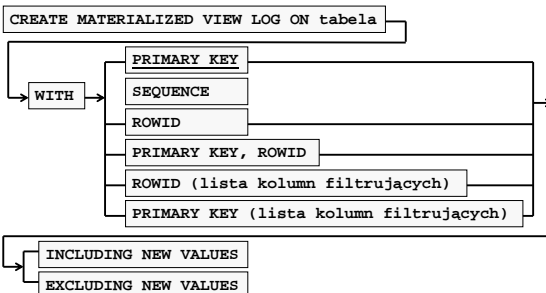 CREATE MATERIALIZED VIEW LOG ON tabela
PRIMARY KEY
WITH
SEQUENCE
ROWID
PRIMARY KEY, ROWID
ROWID (lista kolumn filtrujących)
PRIMARY KEY (lista kolumn filtrujących)
INCLUDING NEW VALUES
EXCLUDING NEW VALUES